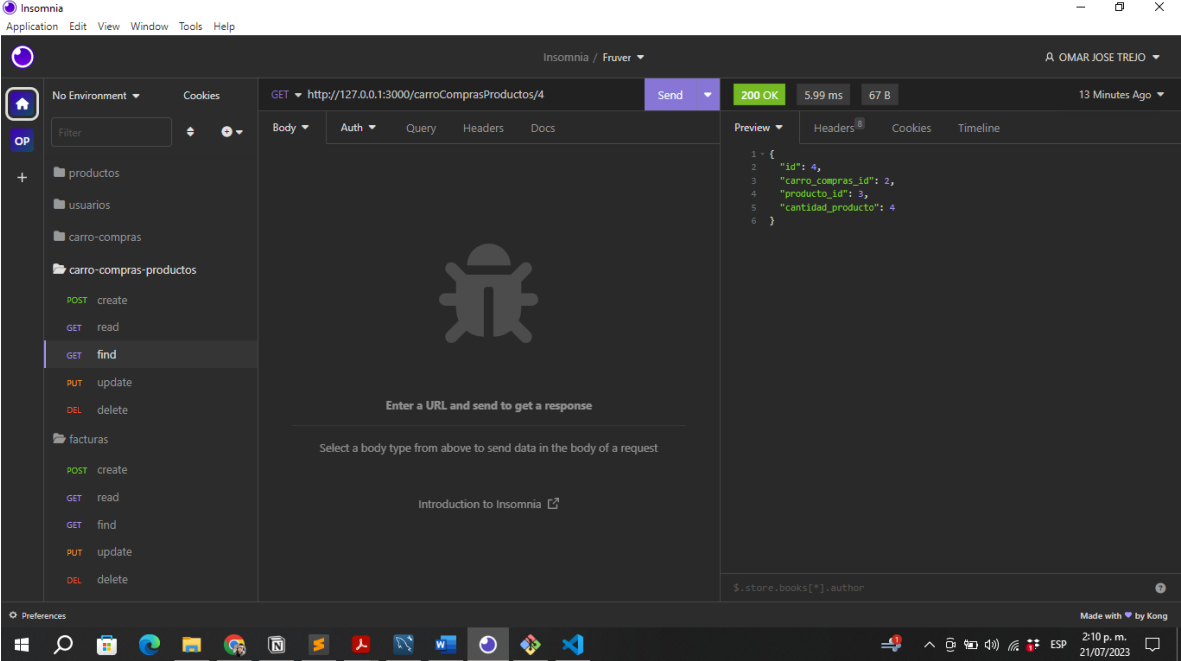 Insomnia
Application Edit View Window Tools Help
Insomnia / Fruver
OMAR JOSE TREJO
No Environment Cookies
Filter
OP
productos
usuarios
carro-compras
carro-compras-productos
POST create
GET read
GET find
PUT update
DEL delete
facturas
POST create
GET read
GET find
PUT update
DEL delete
GET http://127.0.0.1:3000/carroComprasProductos/4 Send
Body Auth Query Headers Docs
Enter a URL and send to get a response
Select a body type from above to send data in the body of a request
Introduction to Insomnia
200 OK 5.99 ms 67 B 13 Minutes Ago
Preview Headers 8 Cookies Timeline
1 {
2 "id": 4,
3 "carro_compras_id": 2,
4 "producto_id": 3,
5 "cantidad_producto": 4
6 }
$.store.books[*].author
Preferences
Made with by Kong
ESP
2:10 p. m.
21/07/2023